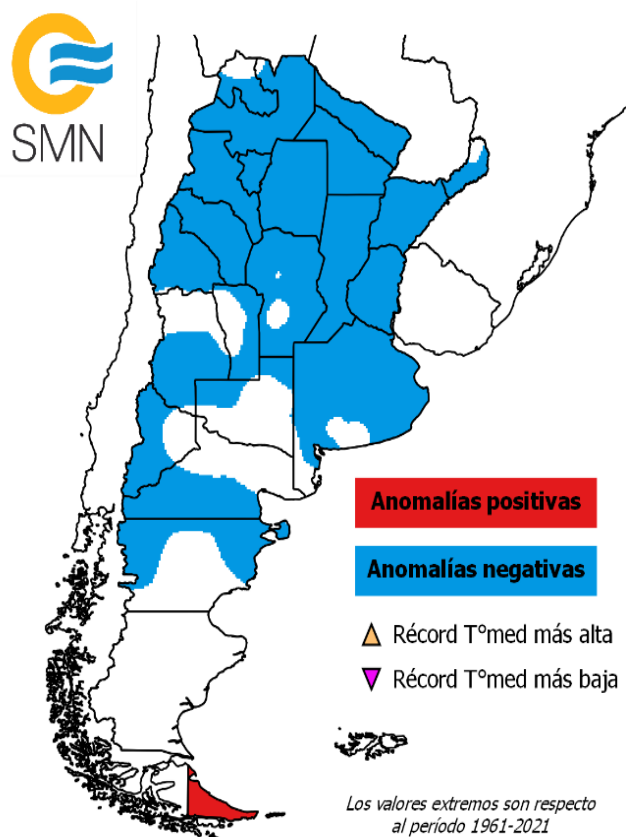 SMN
Anomalías positivas
Anomalías negativas
Récord T°med más alta
Récord T°med más baja
Los valores extremos son respecto
al período 1961-2021